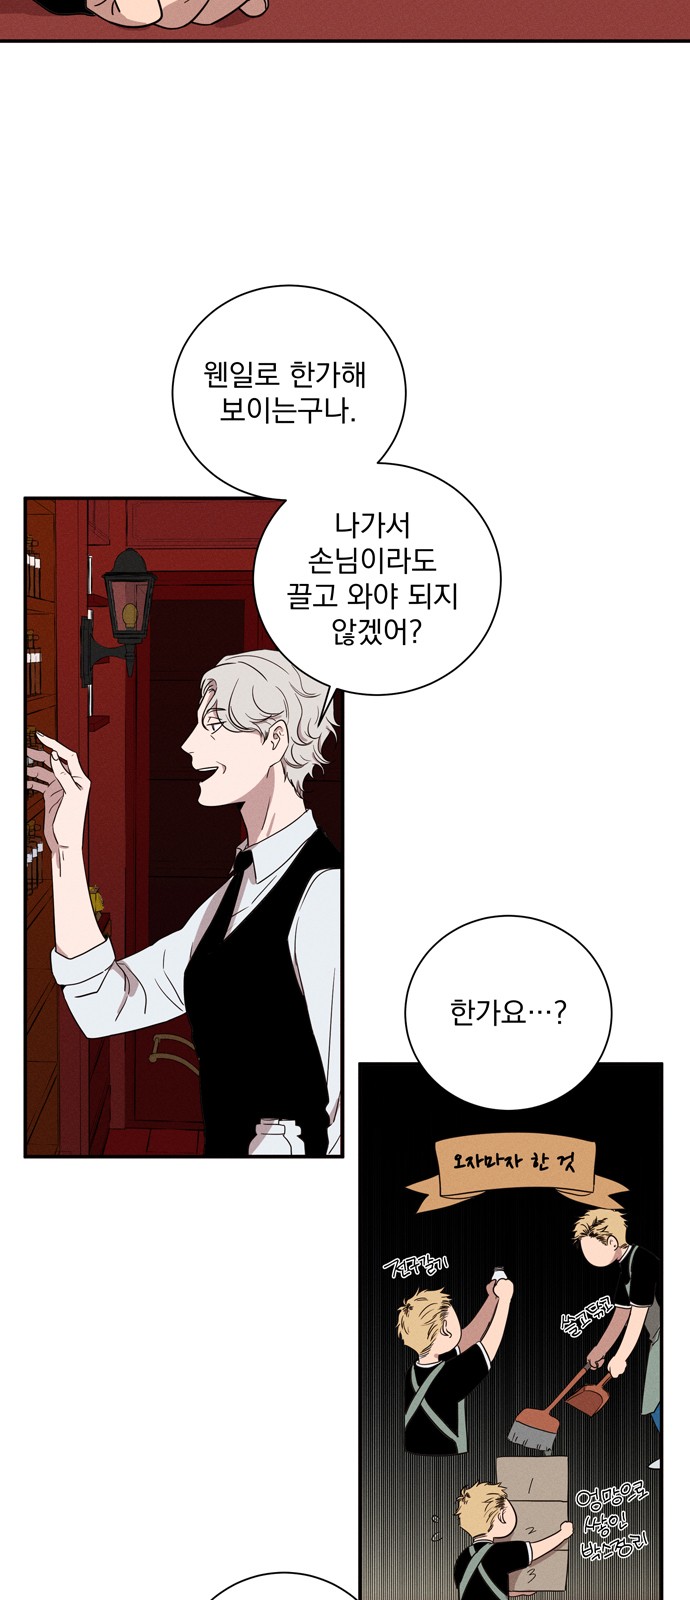 웬일로 한가해
보이는구나.
나가서
손님이라도
끌고 와야 되지
않겠어?
한가요…?
오자마자 한 것
전구갈기
쓸고닦고
엉망으로
쌓인
박스정리